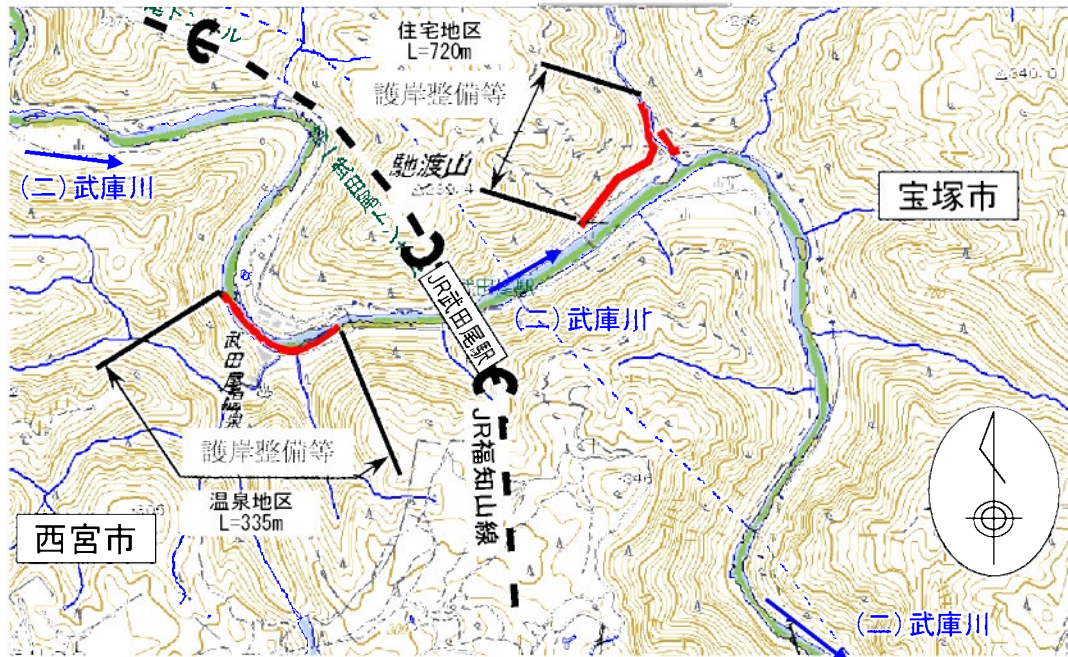 住宅地区
L=720m
護岸整備等
馳渡山
(二)武庫川
宝塚市
JR武田尾駅
(二)武庫川
護岸整備等
温泉地区
L=335m
JR福知山線
西宮市
(二)武庫川